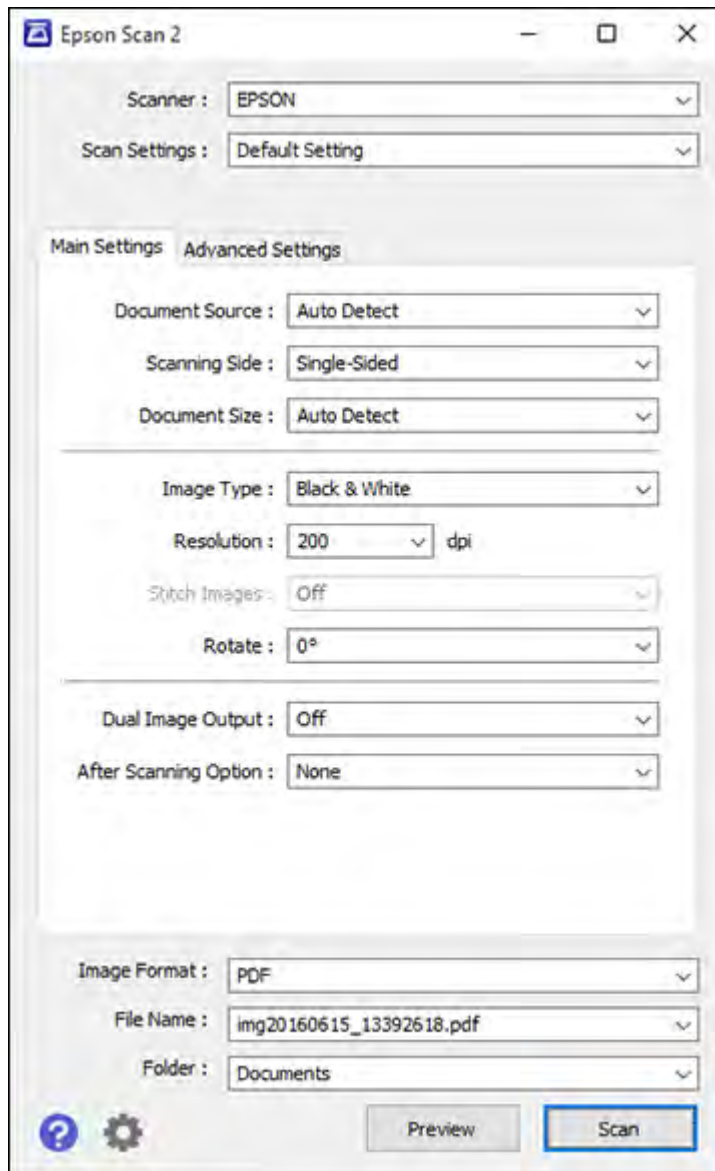 Epson Scan 2
Scanner : EPSON
Scan Settings : Default Setting
Main Settings Advanced Settings
Document Source : Auto Detect
Scanning Side : Single-Sided
Document Size : Auto Detect
Image Type : Black & White
Resolution : 200 dpi
Stitch Images : Off
Rotate : 0°
Dual Image Output : Off
After Scanning Option : None
Image Format : PDF
File Name : img20160615_13392618.pdf
Folder : Documents
? Preview Scan